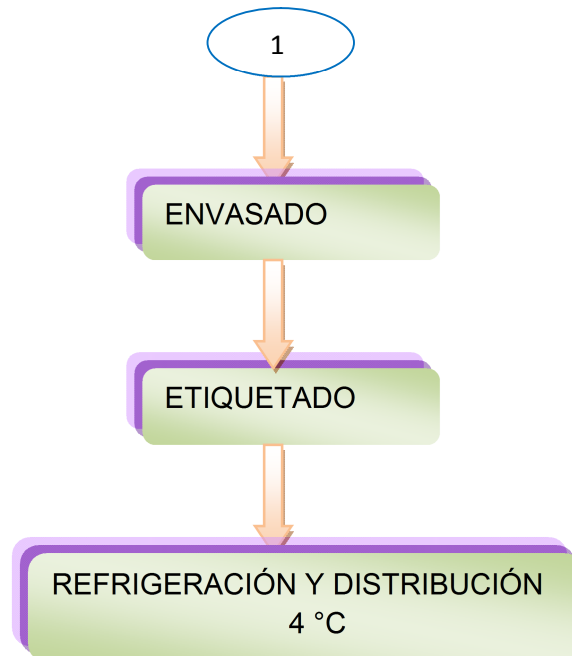 1
ENVASADO
ETIQUETADO
REFRIGERACIÓN Y DISTRIBUCIÓN
4 °C